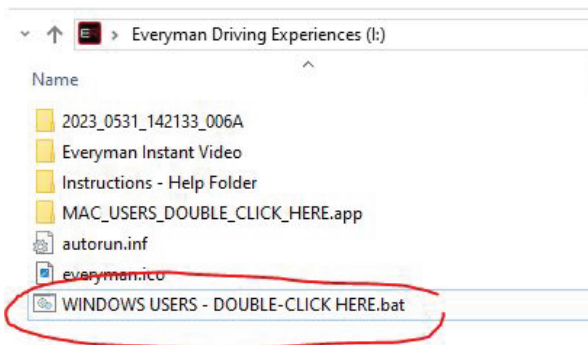 Everyman Driving Experiences (I:)
Name
2023_0531_142133_006A
Everyman Instant Video
Instructions - Help Folder
MAC_USERS_DOUBLE_CLICK_HERE.app
autorun.inf
everyman.ico
WINDOWS USERS - DOUBLE-CLICK HERE.bat